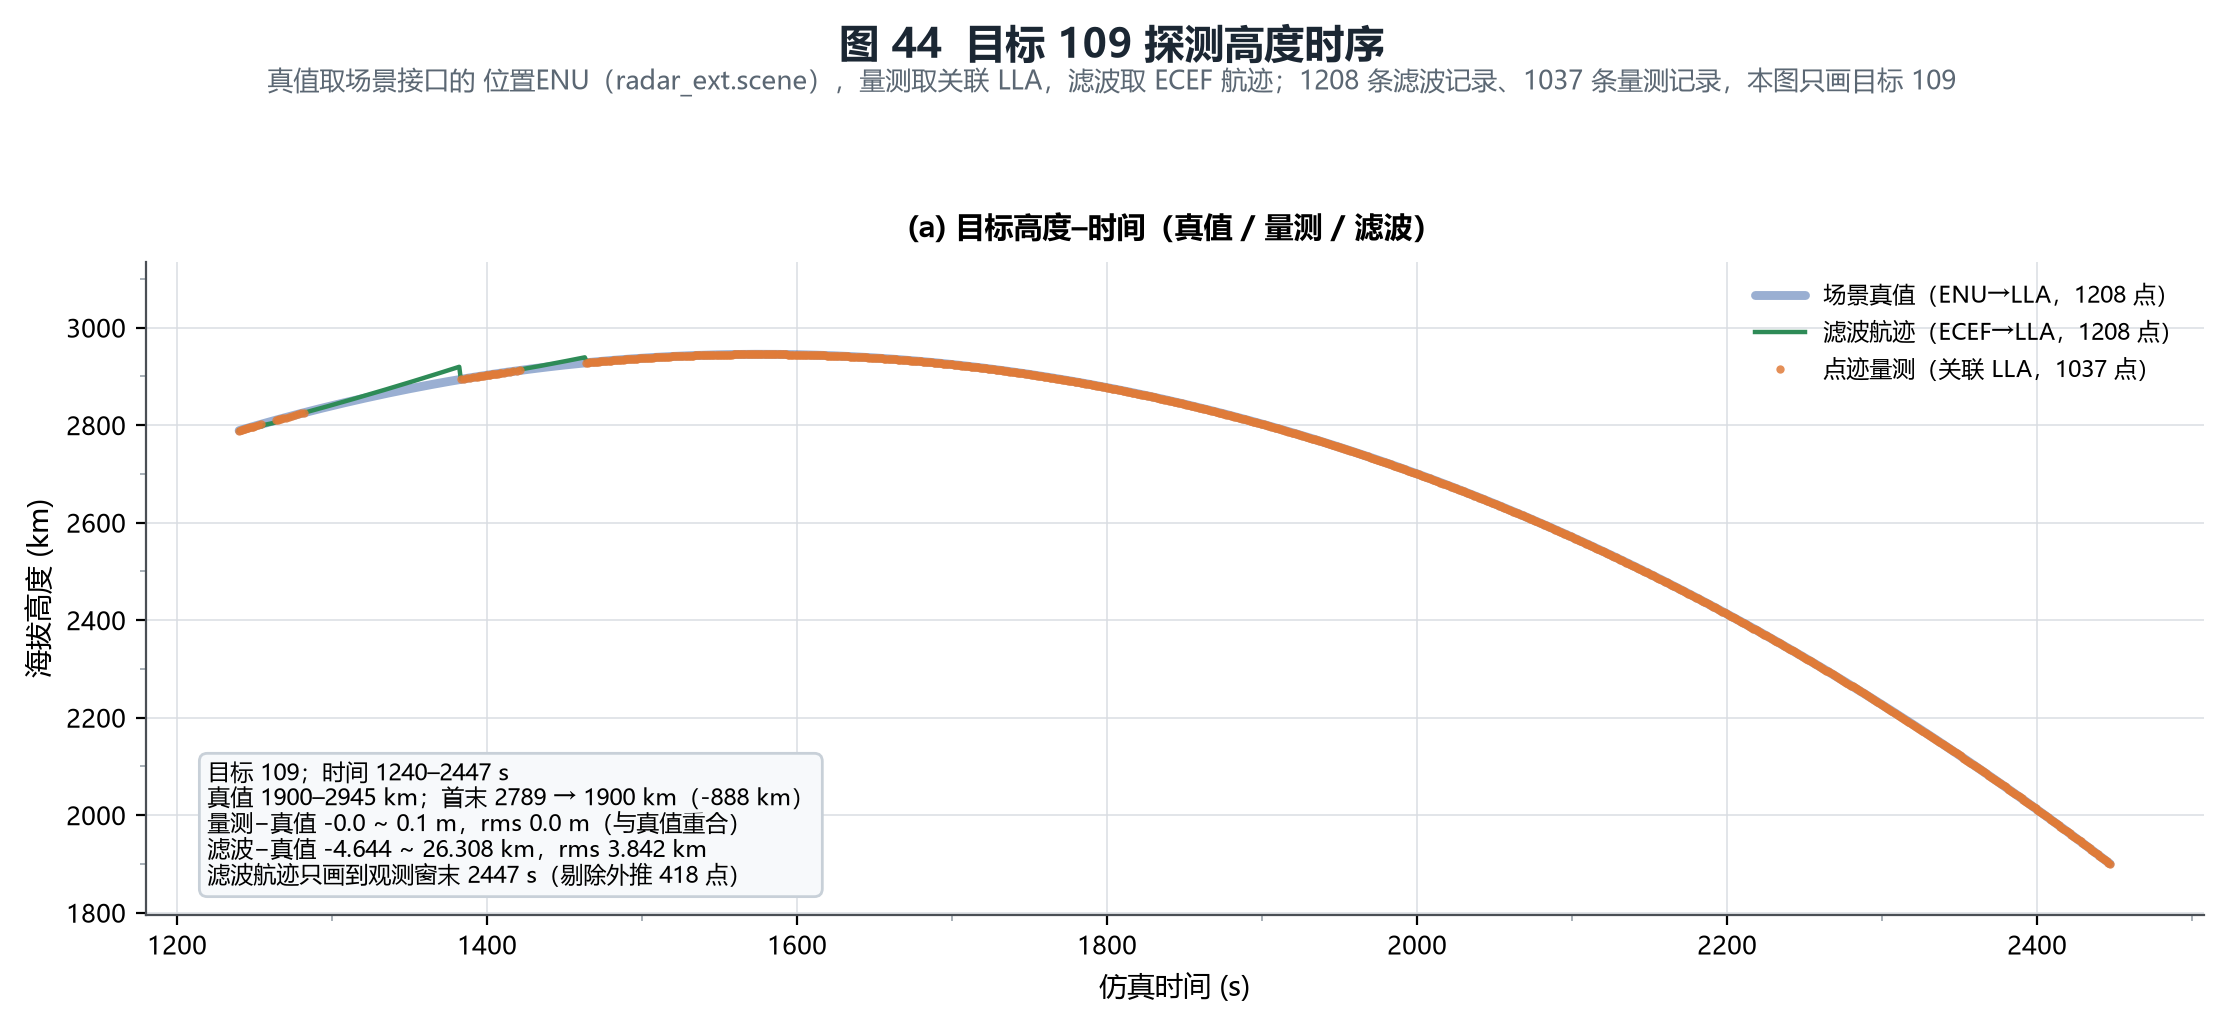 图 44  目标 109 探测高度时序
真值取场景接口的 位置ENU（radar_ext.scene），量测取关联 LLA，滤波取 ECEF 航迹；1208 条滤波记录、1037 条量测记录，本图只画目标 109
(a) 目标高度–时间（真值 / 量测 / 滤波）
场景真值（ENU→LLA，1208 点）
滤波航迹（ECEF→LLA，1208 点）
点迹量测（关联 LLA，1037 点）
海拔高度 (km)
3000
2800
2600
2400
2200
2000
1800
目标 109；时间 1240–2447 s
真值 1900–2945 km；首末 2789 → 1900 km（-888 km）
量测−真值 -0.0 ~ 0.1 m，rms 0.0 m（与真值重合）
滤波−真值 -4.644 ~ 26.308 km，rms 3.842 km
滤波航迹只画到观测窗末 2447 s（剔除外推 418 点）
1200 1400 1600 1800 2000 2200 2400
仿真时间 (s)